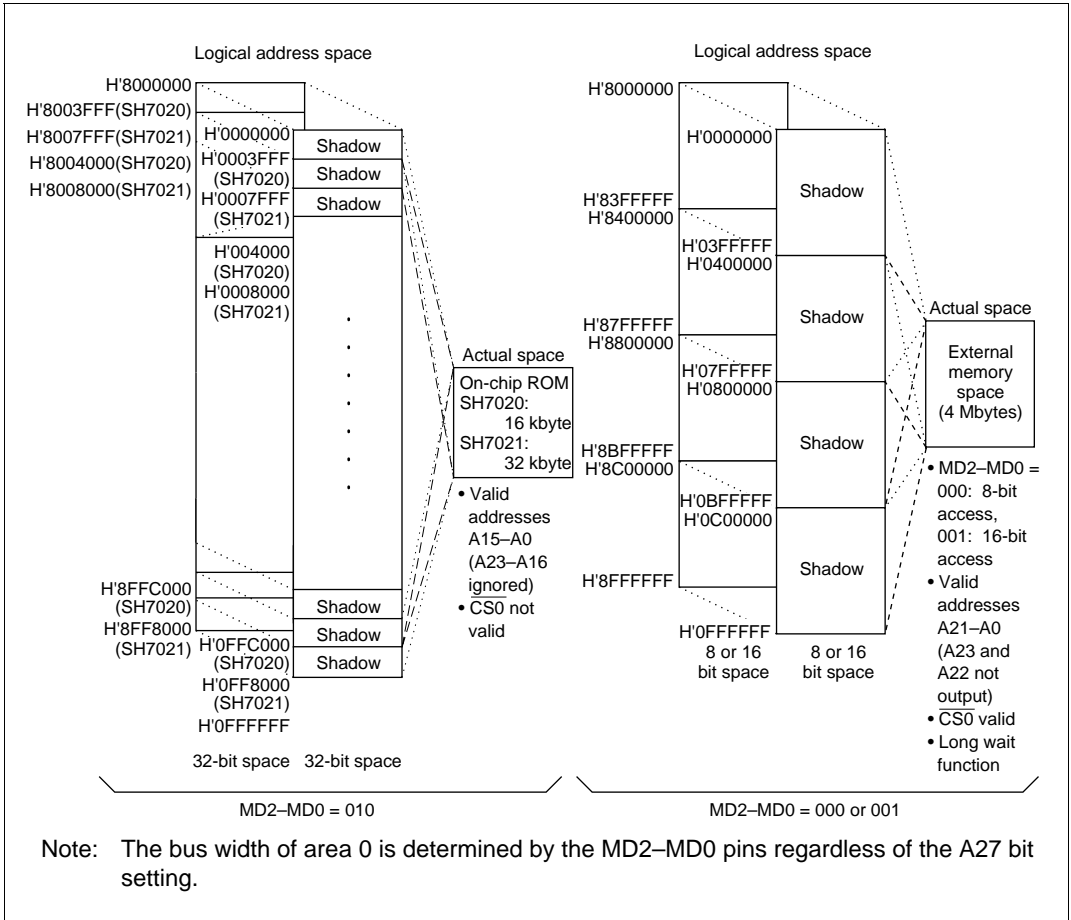 Logical address space
H'8000000
H'8003FFF(SH7020)
H'8007FFF(SH7021)
H'8004000(SH7020)
H'8008000(SH7021)
H'0000000
H'0003FFF
(SH7020)
H'0007FFF
(SH7021)
H'004000
(SH7020)
H'0008000
(SH7021)
Shadow
Shadow
Shadow
Actual space
On-chip ROM
SH7020:
16 kbyte
SH7021:
32 kbyte
• Valid
addresses
A15–A0
(A23–A16
ignored)
• CS0 not
valid
H'8FFC000
(SH7020)
H'8FF8000
(SH7021)
H'0FFC000
(SH7020)
H'0FF8000
(SH7021)
H'0FFFFFF
Shadow
Shadow
Shadow
32-bit space
32-bit space
MD2–MD0 = 010
Logical address space
H'8000000
H'0000000
H'83FFFFF
H'8400000
H'03FFFFF
H'0400000
H'87FFFFF
H'8800000
H'07FFFFF
H'0800000
H'8BFFFFF
H'8C00000
H'0BFFFFF
H'0C00000
H'8FFFFFF
H'0FFFFFF
Shadow
Shadow
Shadow
Shadow
8 or 16
bit space
8 or 16
bit space
Actual space
External
memory
space
(4 Mbytes)
• MD2–MD0 =
000: 8-bit
access,
001: 16-bit
access
• Valid
addresses
A21–A0
(A23 and
A22 not
output)
• CS0 valid
• Long wait
function
MD2–MD0 = 000 or 001
Note: The bus width of area 0 is determined by the MD2–MD0 pins regardless of the A27 bit
setting.